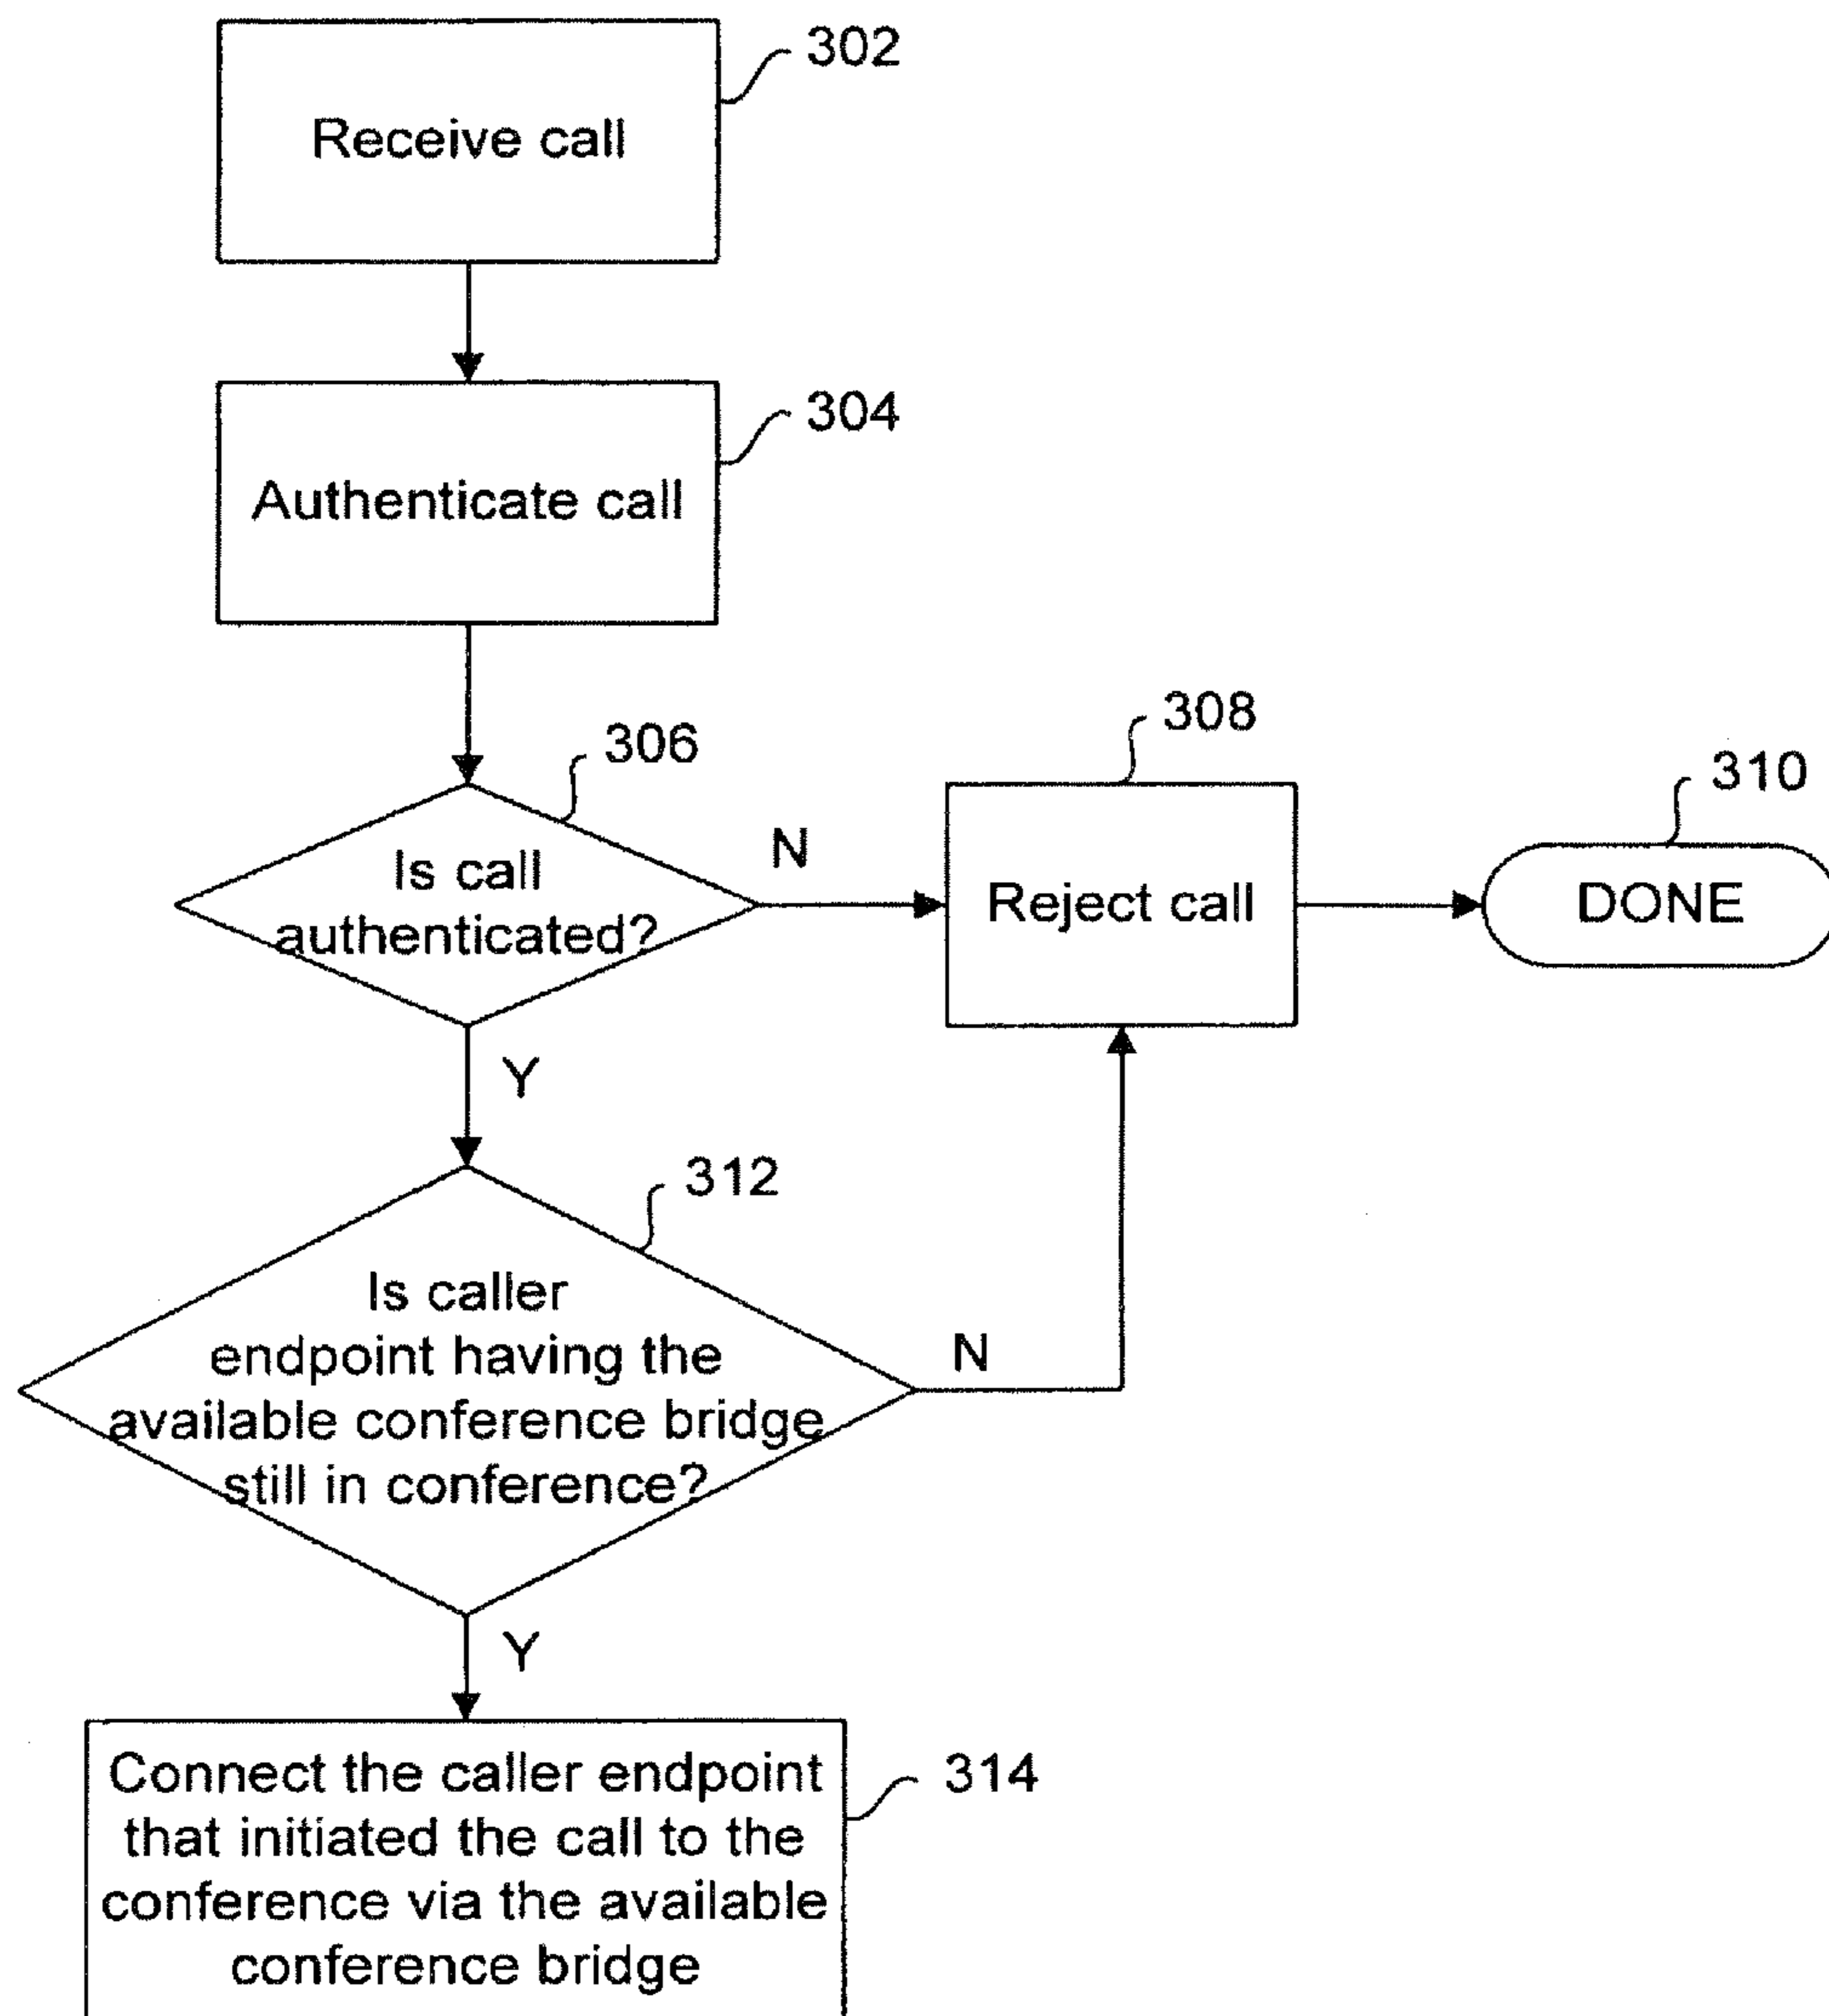 302
Receive call
304
Authenticate call
306
308
310
Is call
authenticated?
N
Reject call
DONE
Y
312
Is caller
endpoint having the
available conference bridge
still in conference?
N
Y
314
Connect the caller endpoint
that initiated the call to the
conference via the available
conference bridge